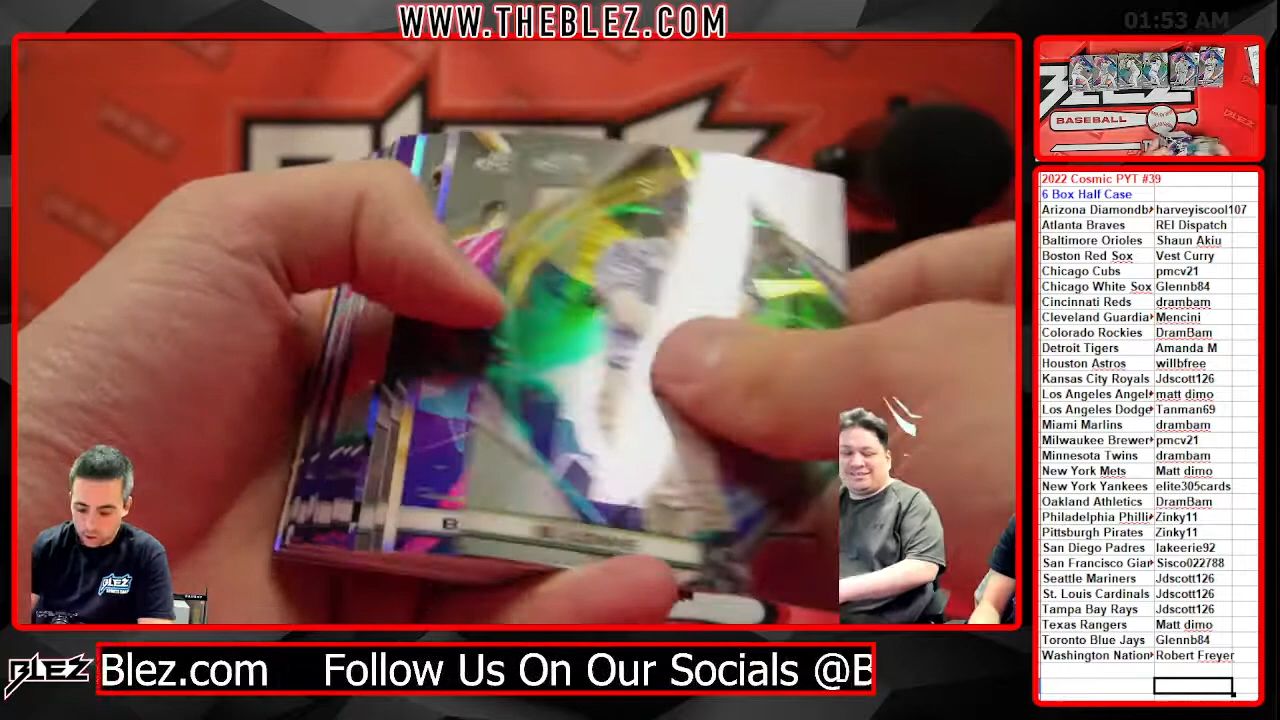 WWW.THEBLEZ.COM
01:53 AM
BLEZ
BASEBALL
2022 Cosmic PYT #39
6 Box Half Case
Arizona Diamondb harveyiscool107
Atlanta Braves REI Dispatch
Baltimore Orioles Shaun Akiu
Boston Red Sox Vest Curry
Chicago Cubs pmcv21
Chicago White Sox Glennb84
Cincinnati Reds drambam
Cleveland Guardia Mencini
Colorado Rockies DramBam
Detroit Tigers Amanda M
Houston Astros willbfree
Kansas City Royals Jdscott126
Los Angeles Angel matt dimo
Los Angeles Dodge Tanman69
Miami Marlins drambam
Milwaukee Brewer pmcv21
Minnesota Twins drambam
New York Mets Matt dimo
New York Yankees elite305cards
Oakland Athletics DramBam
Philadelphia Philli Zinky11
Pittsburgh Pirates Zinky11
San Diego Padres lakeerie92
San Francisco Gian Sisco022788
Seattle Mariners Jdscott126
St. Louis Cardinals Jdscott126
Tampa Bay Rays Jdscott126
Texas Rangers Matt dimo
Toronto Blue Jays Glennb84
Washington Nation Robert Freyer
BLEZ
BLEZ Blez.com Follow Us On Our Socials @B